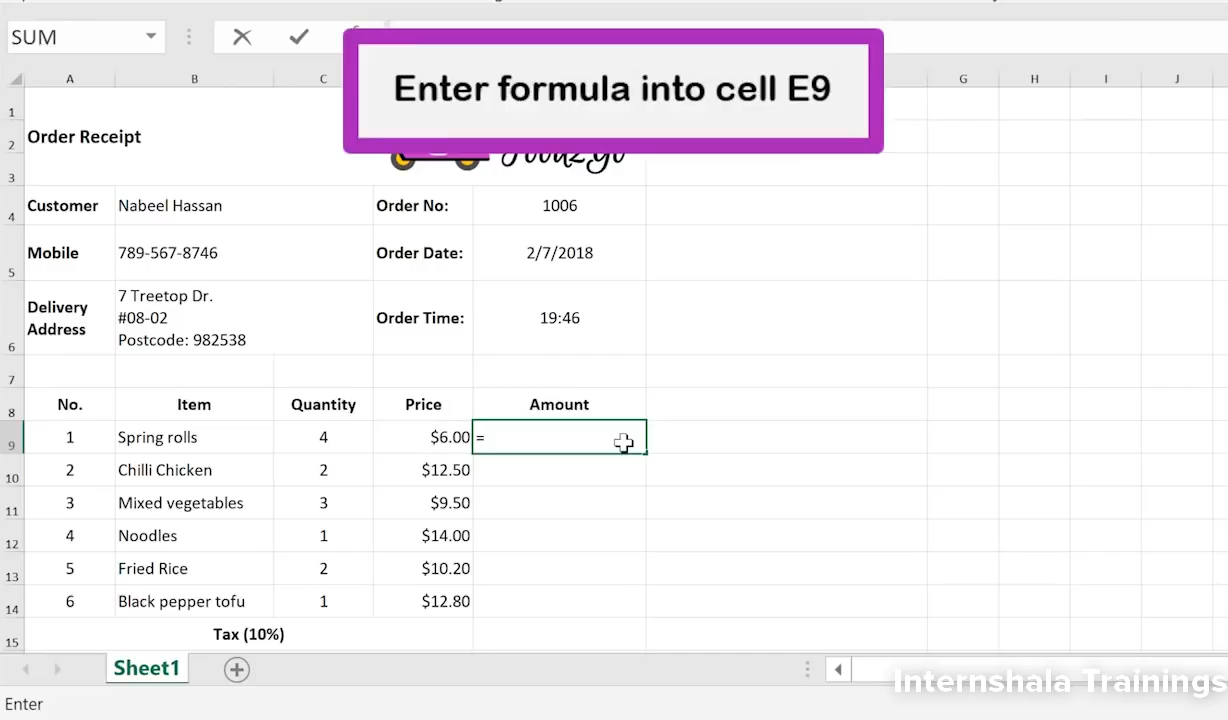 SUM
Enter formula into cell E9
A B C G H I J
1
2 Order Receipt
3
4 Customer Nabeel Hassan Order No: 1006
5 Mobile 789-567-8746 Order Date: 2/7/2018
6 Delivery Address 7 Treetop Dr. Order Time: 19:46
#08-02
Postcode: 982538
7
8 No. Item Quantity Price Amount
9 1 Spring rolls 4 $6.00 =
10 2 Chilli Chicken 2 $12.50
11 3 Mixed vegetables 3 $9.50
12 4 Noodles 1 $14.00
13 5 Fried Rice 2 $10.20
14 6 Black pepper tofu 1 $12.80
15 Tax (10%)
Sheet1
Internshala Trainings
Enter